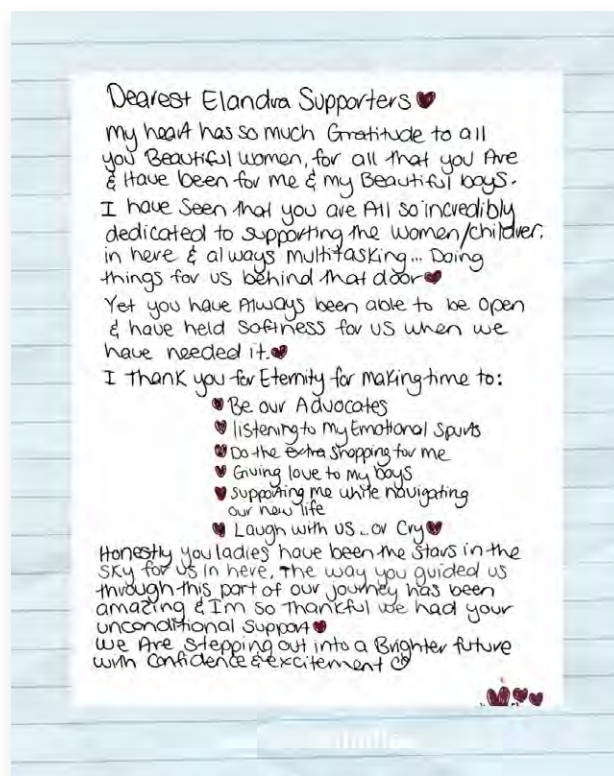 Dearest Elandra Supporters
My heart has so much Gratitude to all
you Beautiful women, for all that you Are
& Have been for me & my Beautiful boys.
I have Seen that you are All so incredibly
dedicated to supporting the women/children.
in here & always multitasking... Doing
things for us behind that door
Yet you have Always been able to be Open
& have held Softness for us when we
have needed it.
I Thank you for Eternity for making time to:
Be our Advocates
listening to my Emotional Spurts
Do the extra Shopping for me
Giving love to my boys
Supporting me while navigating
our new life
Laugh with us... or Cry
Honestly you ladies have been the Stars in the
Sky for us in here. The way you guided us
through this part of our journey has been
amazing & I'm so thankful we had your
unconditional Support
We Are Stepping out into a Brighter future
with Confidence & excitement